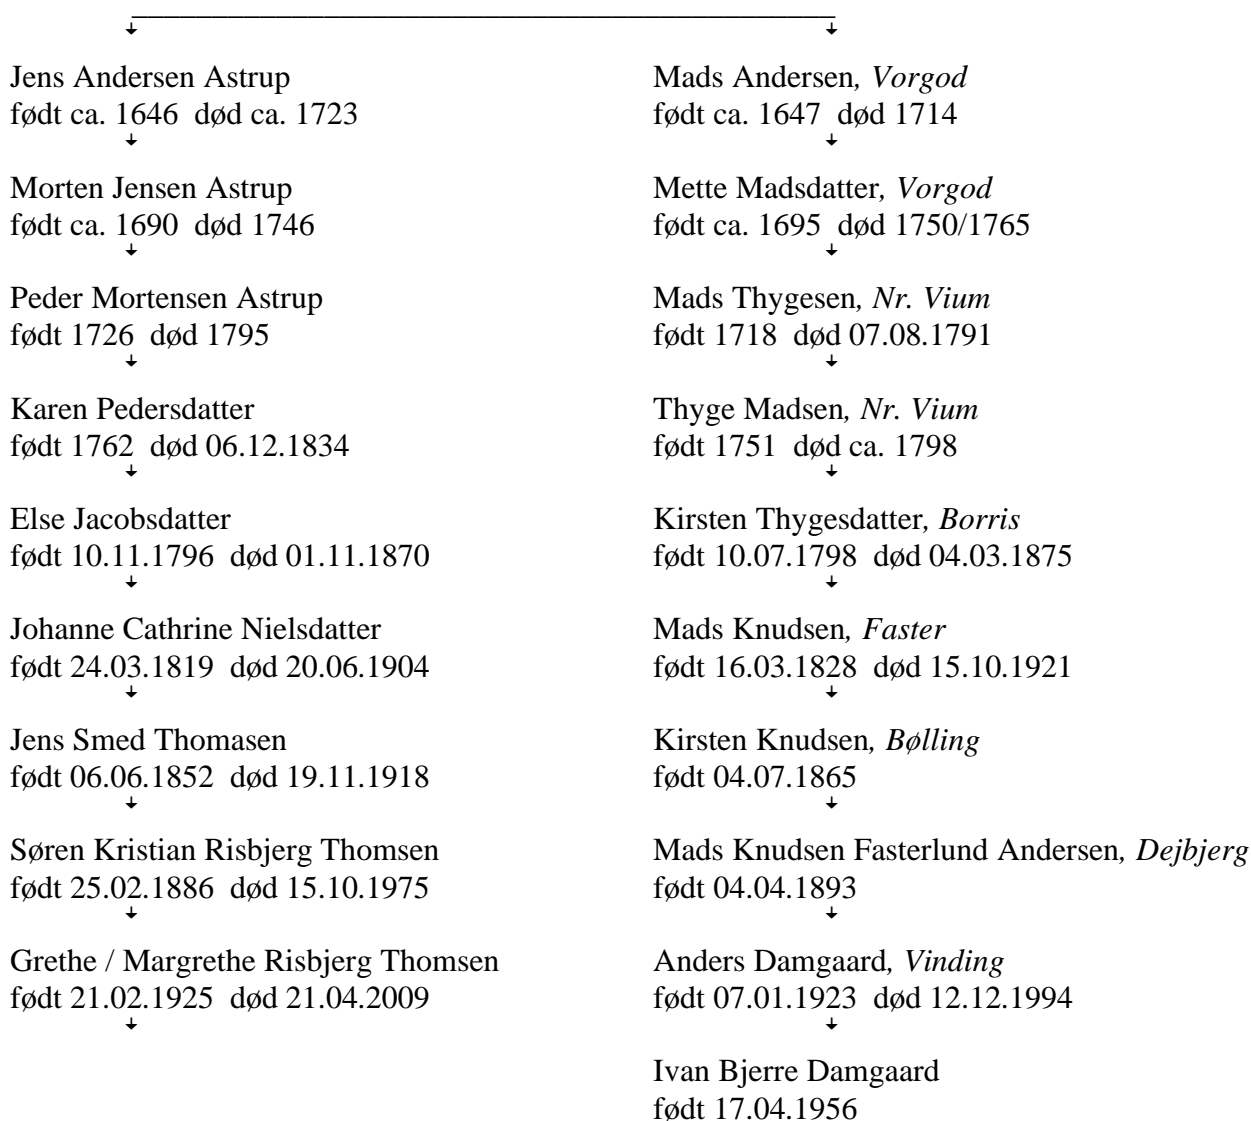 Jens Andersen Astrup
født ca. 1646 død ca. 1723
Morten Jensen Astrup
født ca. 1690 død 1746
Peder Mortensen Astrup
født 1726 død 1795
Karen Pedersdatter
født 1762 død 06.12.1834
Else Jacobsdatter
født 10.11.1796 død 01.11.1870
Johanne Cathrine Nielsdatter
født 24.03.1819 død 20.06.1904
Jens Smed Thomasen
født 06.06.1852 død 19.11.1918
Søren Kristian Risbjerg Thomsen
født 25.02.1886 død 15.10.1975
Grethe / Margrethe Risbjerg Thomsen
født 21.02.1925 død 21.04.2009
Mads Andersen, Vorgod
født ca. 1647 død 1714
Mette Madsdatter, Vorgod
født ca. 1695 død 1750/1765
Mads Thygesen, Nr. Vium
født 1718 død 07.08.1791
Thyge Madsen, Nr. Vium
født 1751 død ca. 1798
Kirsten Thygesdatter, Borris
født 10.07.1798 død 04.03.1875
Mads Knudsen, Faster
født 16.03.1828 død 15.10.1921
Kirsten Knudsen, Bølling
født 04.07.1865
Mads Knudsen Fasterlund Andersen, Dejbjerg
født 04.04.1893
Anders Damgaard, Vinding
født 07.01.1923 død 12.12.1994
Ivan Bjerre Damgaard
født 17.04.1956